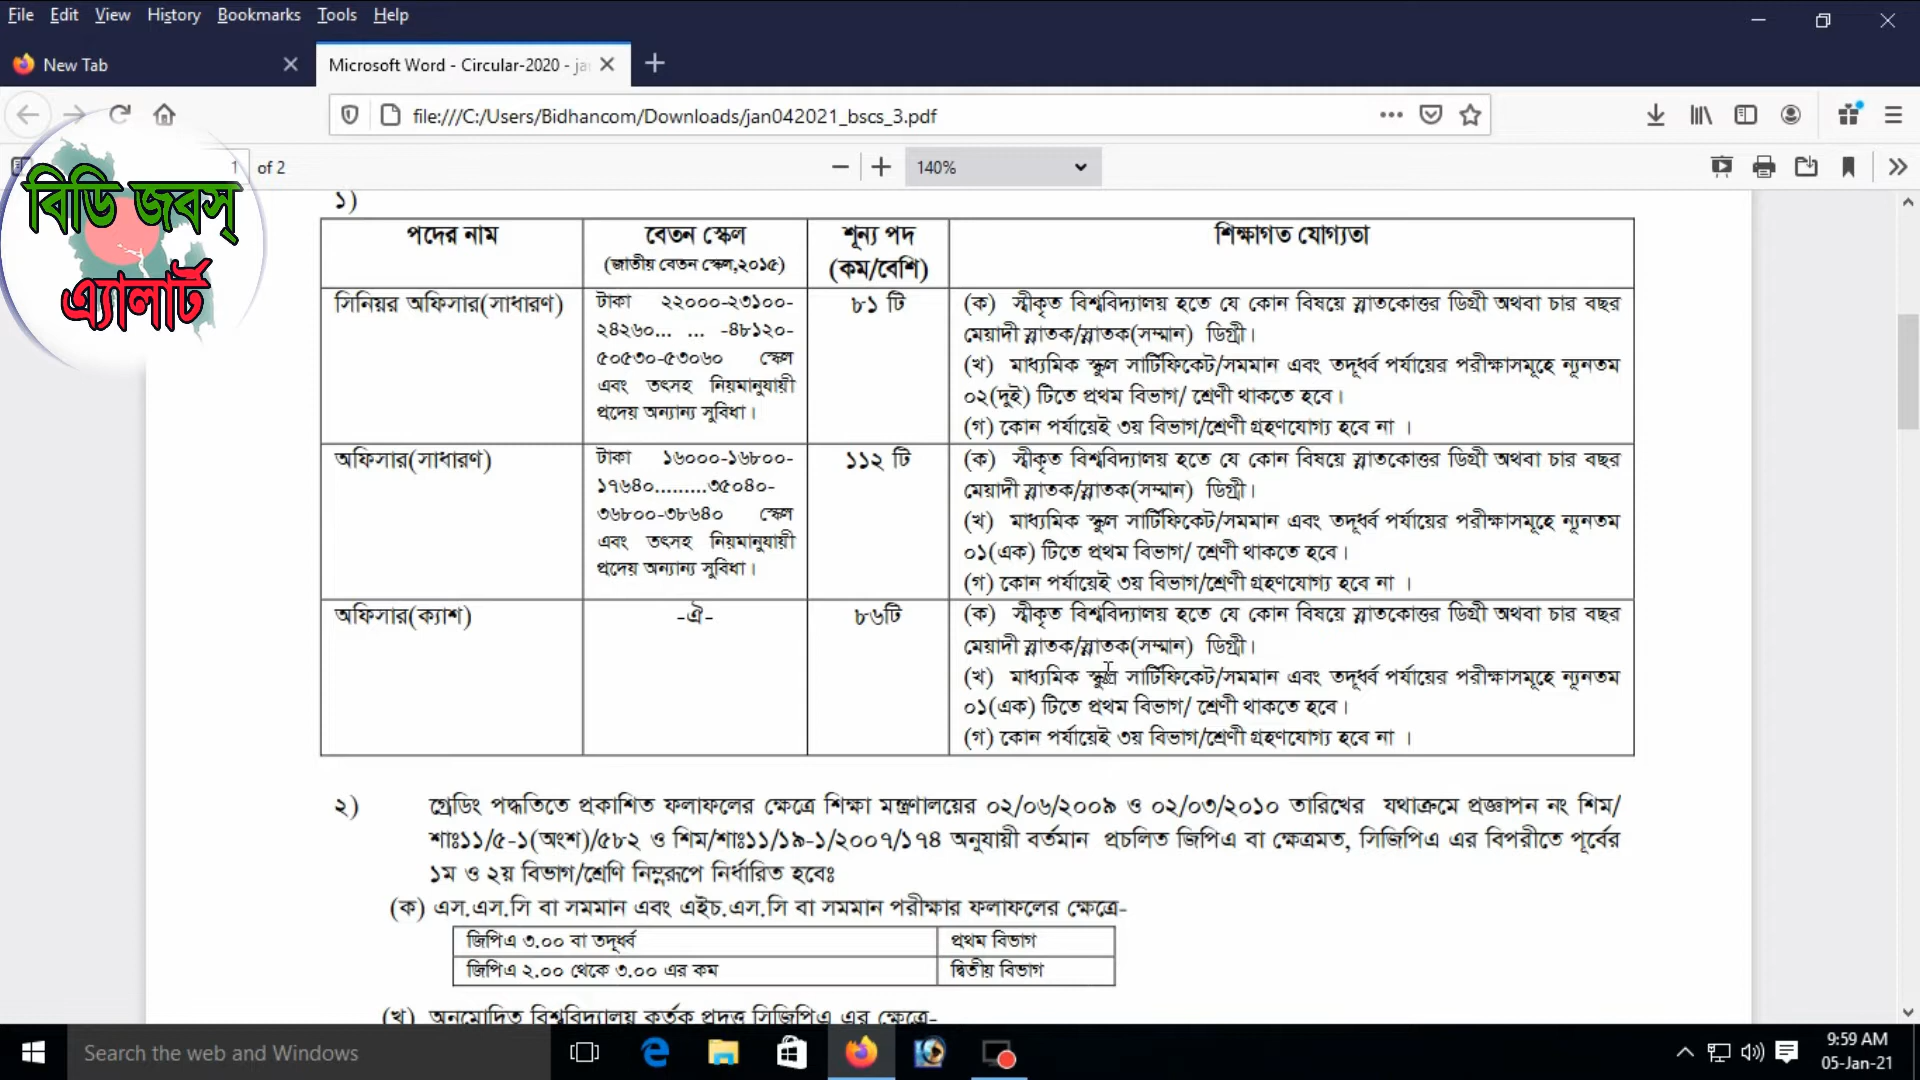 File Edit View History Bookmarks Tools Help
New Tab
Microsoft Word - Circular-2020 - ja
file:///C:/Users/Bidhancom/Downloads/jan042021_bscs_3.pdf
1 of 2
140%
বিডি জবস্
এ্যালার্ট
১)
পদের নাম
বেতন স্কেল
(জাতীয় বেতন স্কেল,২০১৫)
শূন্য পদ
(কম/বেশি)
শিক্ষাগত যোগ্যতা
সিনিয়র অফিসার(সাধারণ)
টাকা ২২০০০-২৩১০০-
২৪২৬০... ... -৪৮১২০-
৫০৫৩০-৫৩০৬০ স্কেল
এবং তৎসহ নিয়মানুযায়ী
প্রদেয় অন্যান্য সুবিধা।
৮১ টি
(ক) স্বীকৃত বিশ্ববিদ্যালয় হতে যে কোন বিষয়ে স্নাতকোত্তর ডিগ্রী অথবা চার বছর
মেয়াদী স্নাতক/স্নাতক(সম্মান) ডিগ্রী।
(খ) মাধ্যমিক স্কুল সার্টিফিকেট/সমমান এবং তদূর্ধ্ব পর্যায়ের পরীক্ষাসমূহে ন্যূনতম
০২(দুই) টিতে প্রথম বিভাগ/ শ্রেণী থাকতে হবে।
(গ) কোন পর্যায়েই ৩য় বিভাগ/শ্রেণী গ্রহণযোগ্য হবে না ।
অফিসার(সাধারণ)
টাকা ১৬০০০-১৬৮০০-
১৭৬৪০.........৩৫০৪০-
৩৬৮০০-৩৮৬৪০ স্কেল
এবং তৎসহ নিয়মানুযায়ী
প্রদেয় অন্যান্য সুবিধা।
১১২ টি
(ক) স্বীকৃত বিশ্ববিদ্যালয় হতে যে কোন বিষয়ে স্নাতকোত্তর ডিগ্রী অথবা চার বছর
মেয়াদী স্নাতক/স্নাতক(সম্মান) ডিগ্রী।
(খ) মাধ্যমিক স্কুল সার্টিফিকেট/সমমান এবং তদূর্ধ্ব পর্যায়ের পরীক্ষাসমূহে ন্যূনতম
০১(এক) টিতে প্রথম বিভাগ/ শ্রেণী থাকতে হবে।
(গ) কোন পর্যায়েই ৩য় বিভাগ/শ্রেণী গ্রহণযোগ্য হবে না ।
অফিসার(ক্যাশ)
-ঐ-
৮৬টি
(ক) স্বীকৃত বিশ্ববিদ্যালয় হতে যে কোন বিষয়ে স্নাতকোত্তর ডিগ্রী অথবা চার বছর
মেয়াদী স্নাতক/স্নাতক(সম্মান) ডিগ্রী।
(খ) মাধ্যমিক স্কুল সার্টিফিকেট/সমমান এবং তদূর্ধ্ব পর্যায়ের পরীক্ষাসমূহে ন্যূনতম
০১(এক) টিতে প্রথম বিভাগ/ শ্রেণী থাকতে হবে।
(গ) কোন পর্যায়েই ৩য় বিভাগ/শ্রেণী গ্রহণযোগ্য হবে না ।
২) গ্রেডিং পদ্ধতিতে প্রকাশিত ফলাফলের ক্ষেত্রে শিক্ষা মন্ত্রণালয়ের ০২/০৬/২০০৯ ও ০২/০৩/২০১০ তারিখের যথাক্রমে প্রজ্ঞাপন নং শিম/
শাঃ১১/৫-১(অংশ)/৫৮২ ও শিম/শাঃ১১/১৯-১/২০০৭/১৭৪ অনুযায়ী বর্তমান প্রচলিত জিপিএ বা ক্ষেত্রমত, সিজিপিএ এর বিপরীতে পূর্বের
১ম ও ২য় বিভাগ/শ্রেণি নিম্নরূপে নির্ধারিত হবেঃ
(ক) এস.এস.সি বা সমমান এবং এইচ.এস.সি বা সমমান পরীক্ষার ফলাফলের ক্ষেত্রে-
জিপিএ ৩.০০ বা তদূর্ধ্ব প্রথম বিভাগ
জিপিএ ২.০০ থেকে ৩.০০ এর কম দ্বিতীয় বিভাগ
(খ) অনুমোদিত বিশ্ববিদ্যালয় কর্তৃক প্রদত্ত সিজিপিএ এর ক্ষেত্রে-
Search the web and Windows
9:59 AM
05-Jan-21